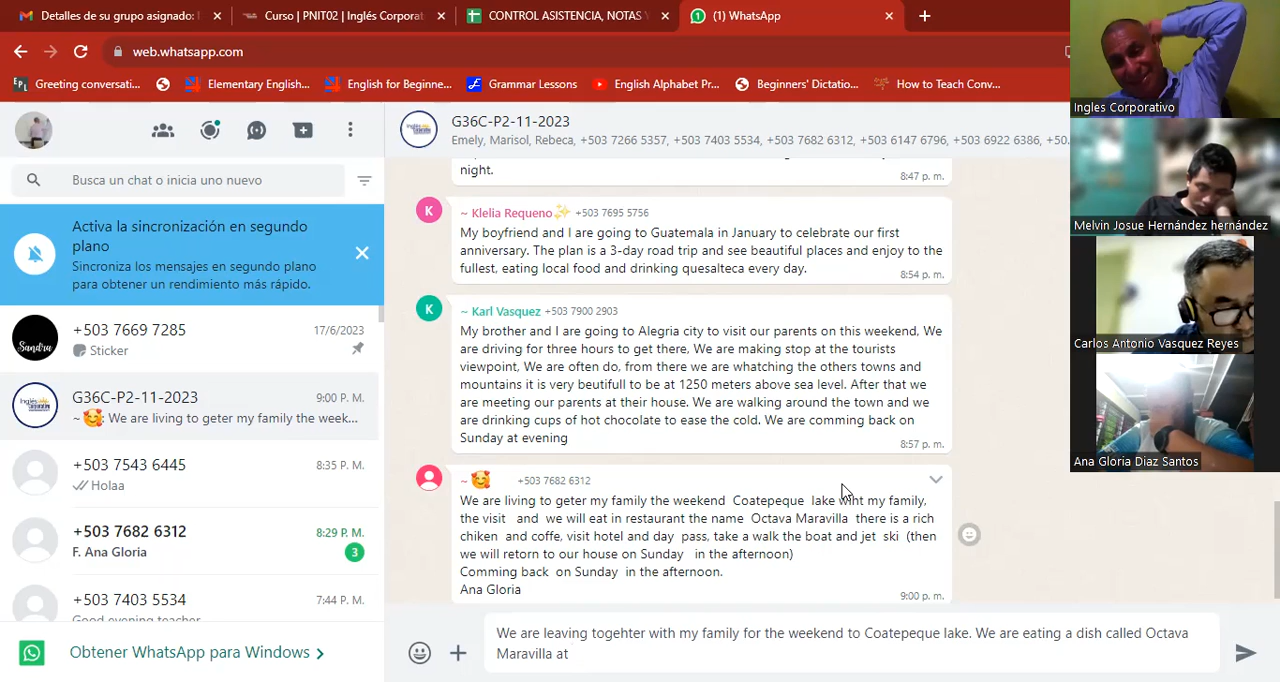 Detalles de su grupo asignado:
Curso | PNIT02 | Inglés Corporat
CONTROL ASISTENCIA, NOTAS Y
(1) WhatsApp
web.whatsapp.com
Greeting conversati...
Elementary English...
English for Beginne...
Grammar Lessons
English Alphabet Pr...
Beginners' Dictatio...
How to Teach Conv...
Busca un chat o inicia uno nuevo
Activa la sincronización en segundo
plano
Sincroniza los mensajes en segundo plano
para obtener un rendimiento más rápido.
Sandra
+503 7669 7285
17/6/2023
Sticker
G36C-P2-11-2023
9:00 P. M.
~🥰: We are living to geter my family the week...
+503 7543 6445
8:35 P. M.
Holaa
+503 7682 6312
8:29 P. M.
F. Ana Gloria
3
+503 7403 5534
7:44 P. M.
Good evening teacher
Obtener WhatsApp para Windows
G36C-P2-11-2023
Emely, Marisol, Rebeca, +503 7266 5357, +503 7403 5534, +503 7682 6312, +503 6147 6796, +503 6922 6386, +50...
night.
8:47 p. m.
K
~ Klelia Requeno✨ +503 7695 5756
My boyfriend and I are going to Guatemala in January to celebrate our first
anniversary. The plan is a 3-day road trip and see beautiful places and enjoy to the
fullest, eating local food and drinking quesalteca every day.
8:54 p. m.
K
~ Karl Vasquez +503 7900 2903
My brother and I are going to Alegria city to visit our parents on this weekend, We
are driving for three hours to get there, We are making stop at the tourists
viewpoint, We are often do, from there we are whatching the others towns and
mountains it is very beutifull to be at 1250 meters above sea level. After that we
are meeting our parents at their house. We are walking around the town and we
are drinking cups of hot chocolate to ease the cold. We are comming back on
Sunday at evening
8:57 p. m.
~ 🥰 +503 7682 6312
We are living to geter my family the weekend Coatepeque lake wiht my family,
the visit and we will eat in restaurant the name Octava Maravilla there is a rich
chiken and coffe, visit hotel and day pass, take a walk the boat and jet ski (then
we will retorn to our house on Sunday in the afternoon)
Comming back on Sunday in the afternoon.
Ana Gloria
9:00 p. m.
We are leaving togehter with my family for the weekend to Coatepeque lake. We are eating a dish called Octava
Maravilla at
Ingles Corporativo
Melvin Josue Hernández hernández
Carlos Antonio Vasquez Reyes
Ana Gloria Diaz Santos